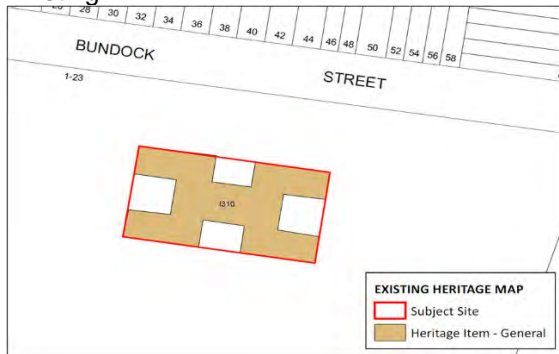 28 30 32 34 36 38 40 42 44 46 48 50 52 54 56 58
BUNDOCK
STREET
1-23
I310
EXISTING HERITAGE MAP
Subject Site
Heritage Item - General